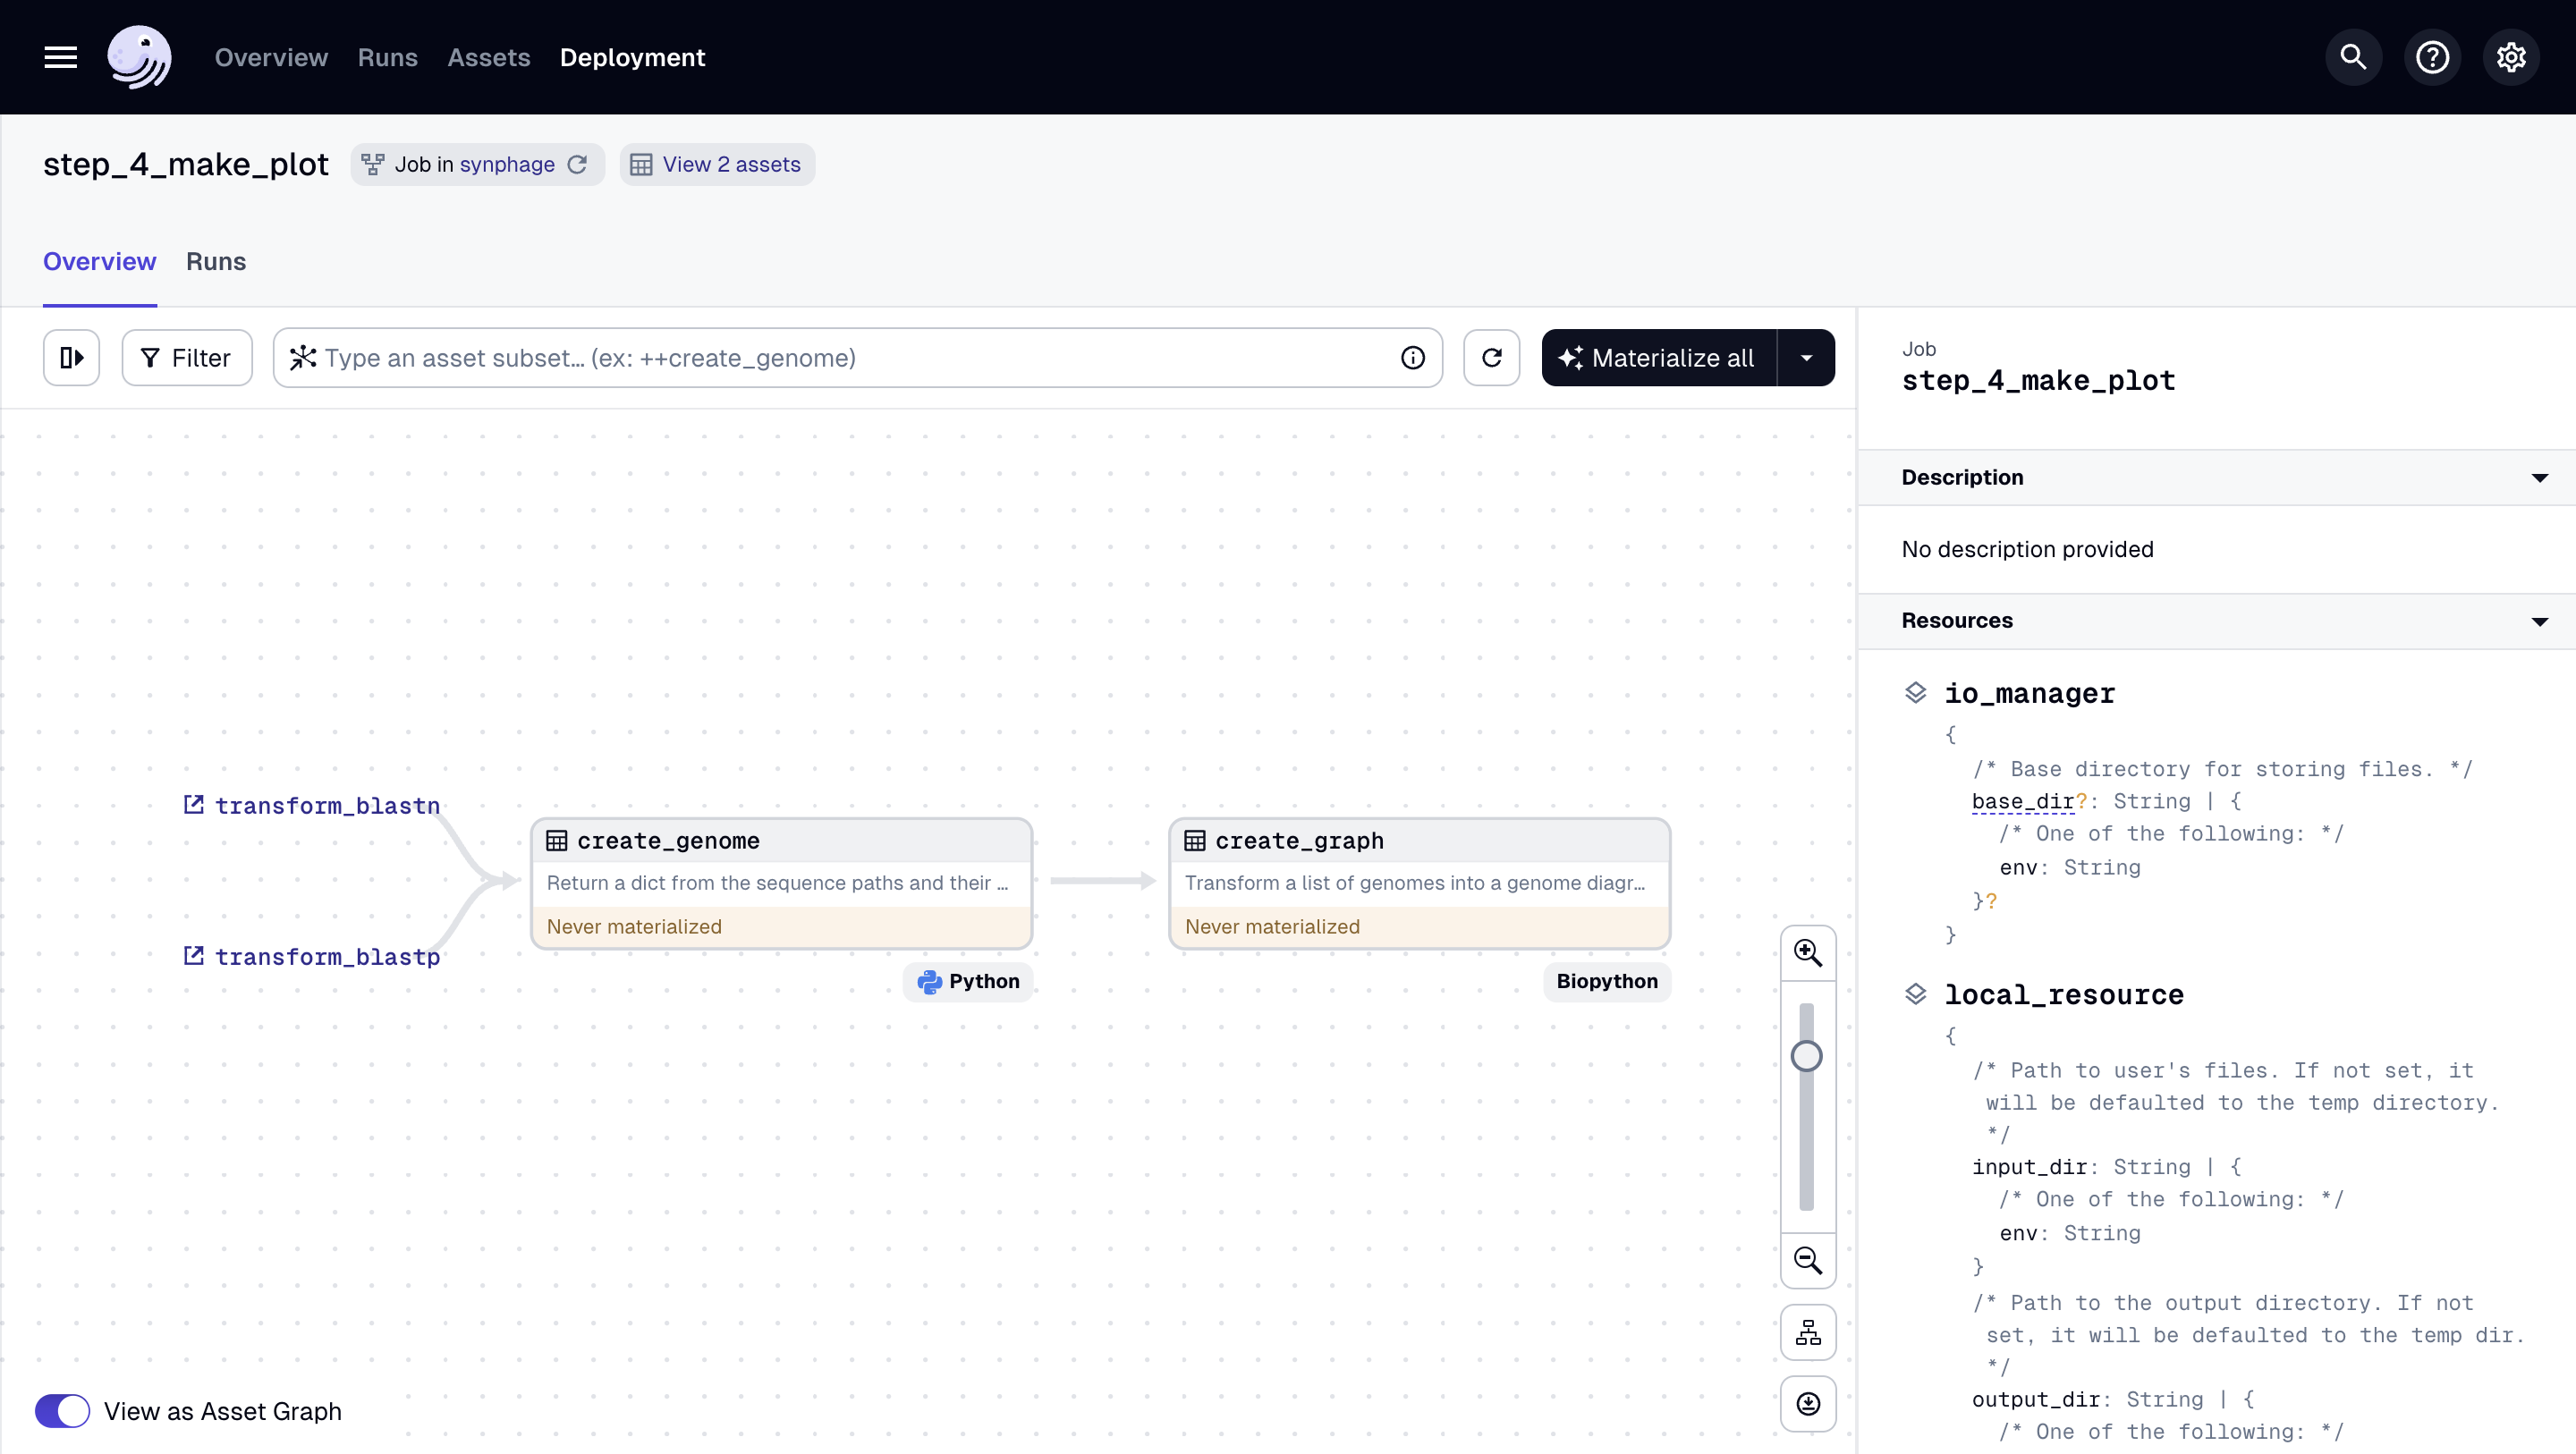 Overview Runs Assets Deployment
step_4_make_plot Job in synphage View 2 assets
Overview Runs
Filter Type an asset subset… (ex: ++create_genome) Materialize all
transform_blastn
transform_blastp
create_genome
Return a dict from the sequence paths and their …
Never materialized
Python
create_graph
Transform a list of genomes into a genome diagr…
Never materialized
Biopython
View as Asset Graph
Job
step_4_make_plot
Description
No description provided
Resources
io_manager
{
/* Base directory for storing files. */
base_dir?: String | {
/* One of the following: */
env: String
}?
}
local_resource
{
/* Path to user's files. If not set, it
will be defaulted to the temp directory.
*/
input_dir: String | {
/* One of the following: */
env: String
}
/* Path to the output directory. If not
set, it will be defaulted to the temp dir.
*/
output_dir: String | {
/* One of the following: */